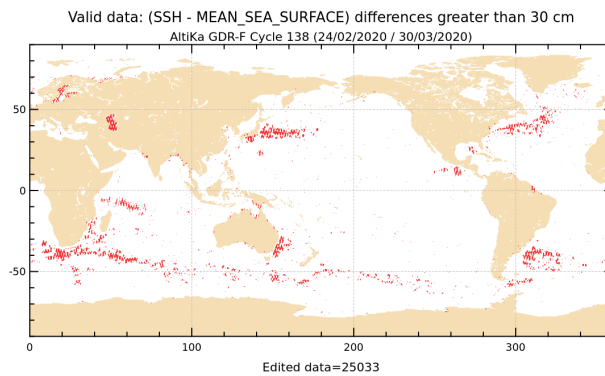 Valid data: (SSH - MEAN_SEA_SURFACE) differences greater than 30 cm
AltiKa GDR-F Cycle 138 (24/02/2020 / 30/03/2020)
50
0
-50
0 100 200 300
Edited data=25033